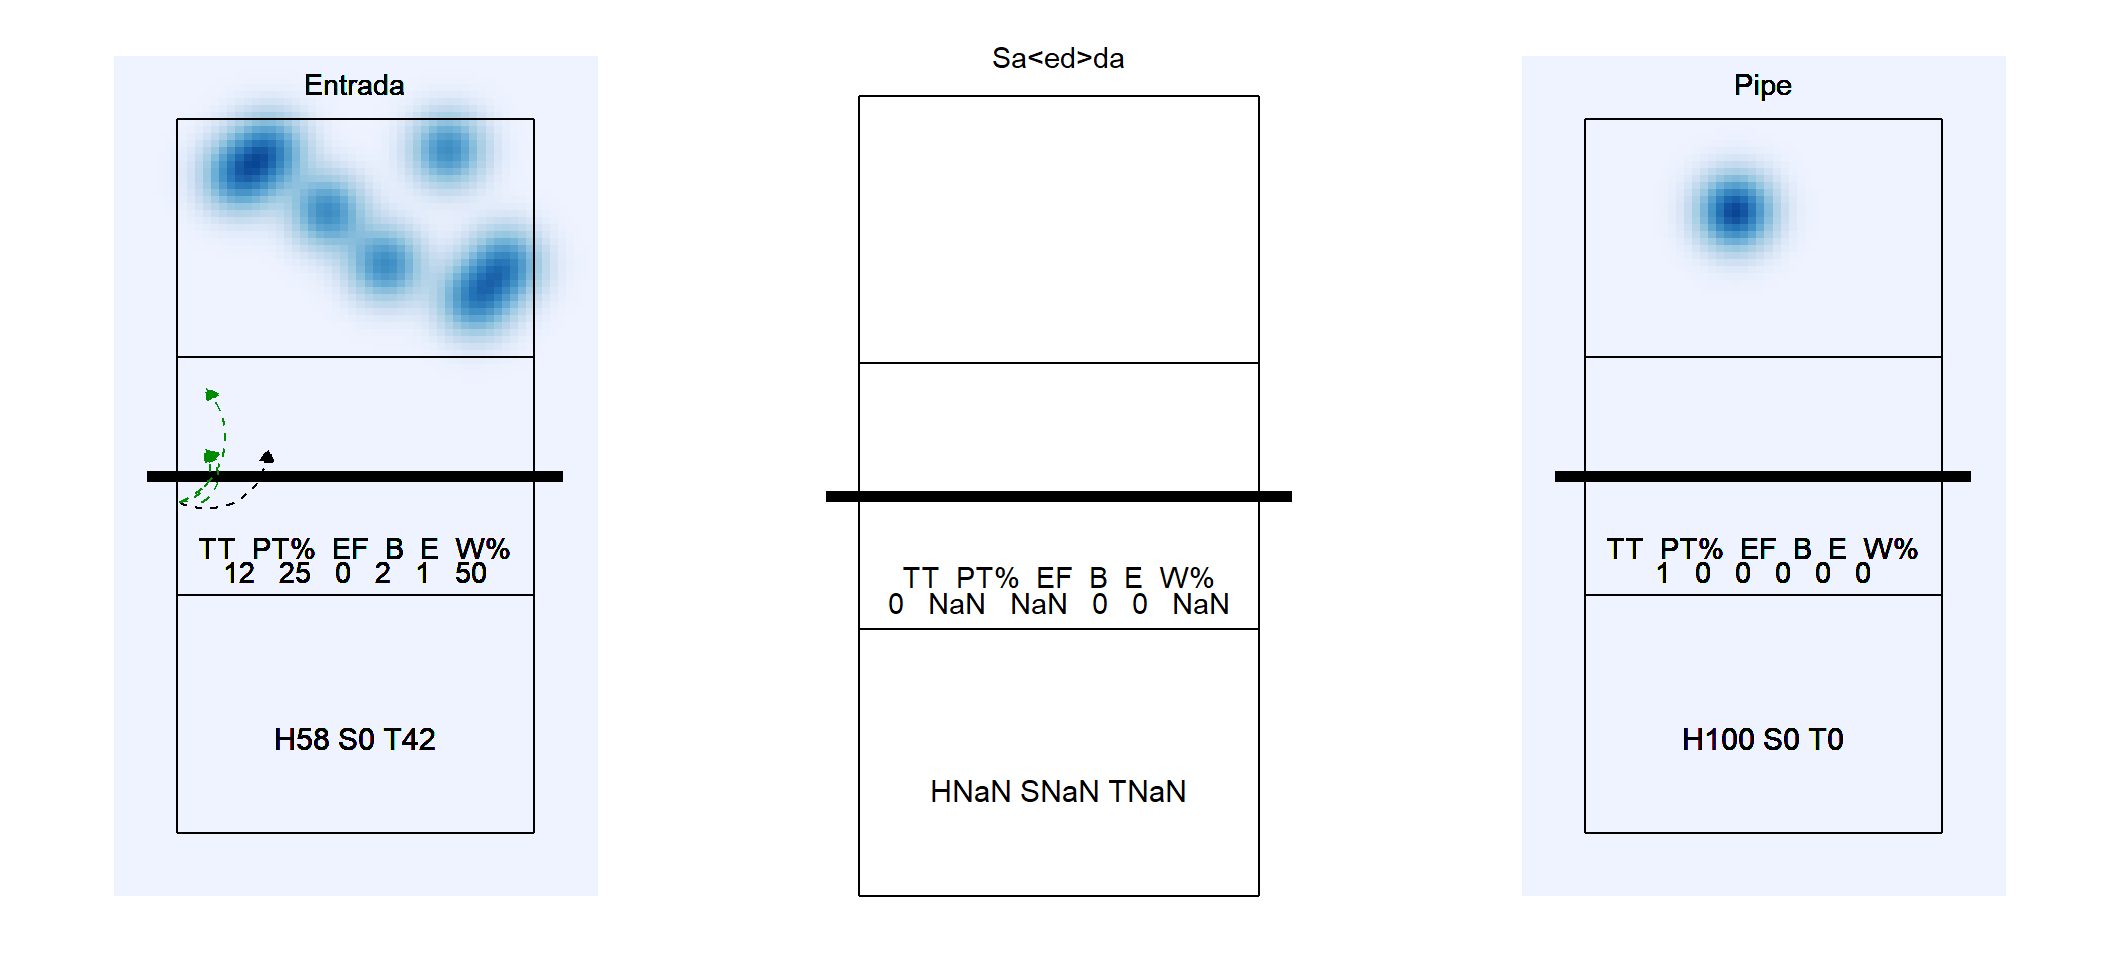 Entrada
TT PT% EF B E W%
12 25 0 2 1 50
H58 S0 T42
Sa<ed>da
TT PT% EF B E W%
0 NaN NaN 0 0 NaN
HNaN SNaN TNaN
Pipe
TT PT% EF B E W%
1 0 0 0 0 0
H100 S0 T0